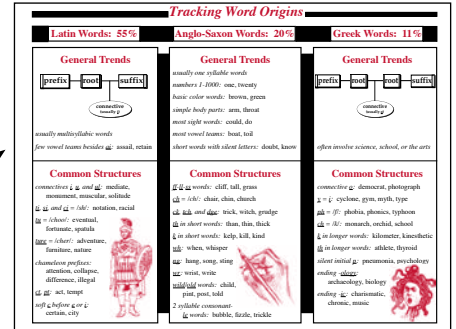 Tracking Word Origins
Latin Words: 55%
General Trends
prefix root suffix
connective
(usually i)
usually multisyllabic words
few vowel teams besides ai: assail, retain
Common Structures
connectives i, u, and ul: mediate,
monument, muscular, solitude
ti, si, and ci = /sh/: notation, racial
tu = /choo/: eventual,
fortunate, spatula
ture = /cher/: adventure,
furniture, nature
chameleon prefixes:
attention, collapse,
difference, illegal
ct, pt: act, tempt
soft c before e or i:
certain, city
Anglo-Saxon Words: 20%
General Trends
usually one syllable words
numbers 1-1000: one, twenty
basic color words: brown, green
simple body parts: arm, throat
most sight words: could, do
most vowel teams: boat, toil
short words with silent letters: doubt, know
Common Structures
ff-ll-ss words: cliff, tall, grass
ch = /ch/: chair, chin, church
ck, tch, and dge: trick, witch, grudge
th in short words: than, thin, thick
k in short words: kelp, kill, kind
wh: when, whisper
ng: hang, song, sting
wr: wrist, write
wild/old words: child,
pint, post, told
2 syllable consonant-
le words: bubble, fizzle, trickle
Greek Words: 11%
General Trends
prefix root root suffix
connective
(usually o)
often involve science, school, or the arts
Common Structures
connective o: democrat, photograph
y = i: cyclone, gym, myth, type
ph = /f/: phobia, phonics, typhoon
ch = /k/: monarch, orchid, school
k in longer words: kilometer, kinesthetic
th in longer words: athlete, thyroid
silent initial p: pneumonia, psychology
ending -ology:
archaeology, biology
ending -ic: charismatic,
chronic, music